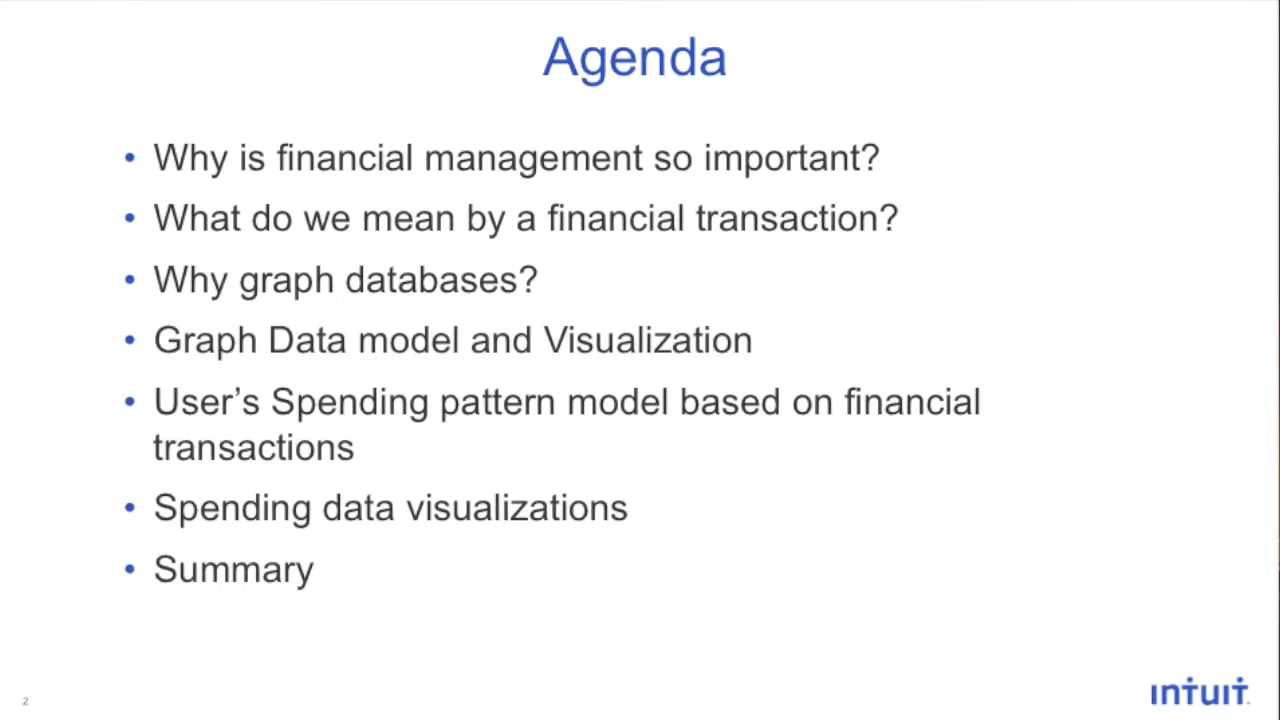 Agenda
• Why is financial management so important?
• What do we mean by a financial transaction?
• Why graph databases?
• Graph Data model and Visualization
• User’s Spending pattern model based on financial
transactions
• Spending data visualizations
• Summary
2
intuit.